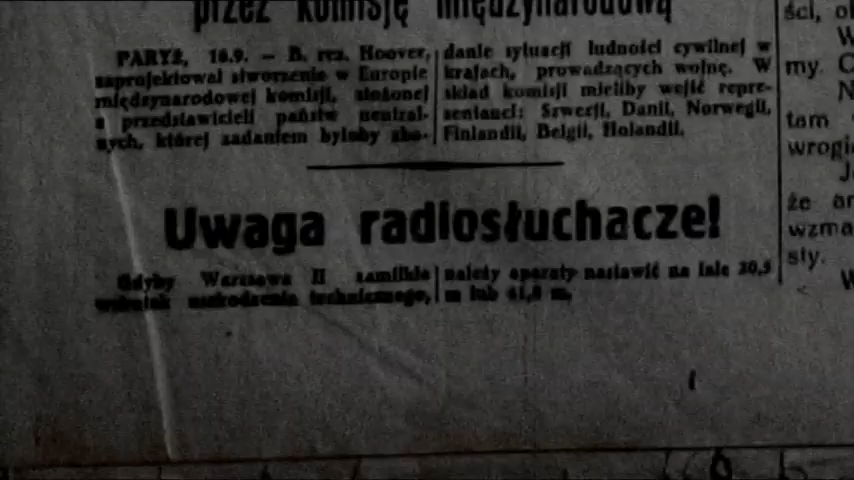 przez komisję międzynarodową
PARYŻ, 16.9. — B. rez. Hoover,
zaprojektował stworzenie w Europie
międzynarodowej komisji, złożonej
z przedstawicieli państw neutral-
nych, której zadaniem byłoby zba-
danie sytuacji ludności cywilnej w
krajach, prowadzących wojnę. W
skład komisji mieliby wejść repre-
zentanci: Szwecji, Danii, Norwegii,
Finlandii, Belgii, Holandii.
Uwaga radiosłuchacze!
Gdyby Warszawa II zamilkła
wskutek uszkodzenia technicznego,
należy aparaty nastawić na fale 30,5
m lub 41,8 m.
ści,
W
my.
N
tam
wrogi
że
wzma
sły.
W